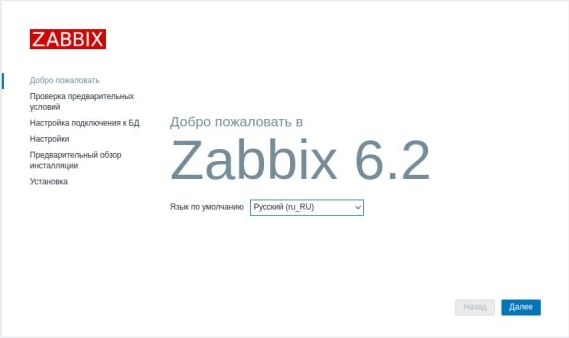 ZABBIX
Добро пожаловать
Проверка предварительных
условий
Настройка подключения к БД
Настройки
Предварительный обзор
инсталляции
Установка
Добро пожаловать в
Zabbix 6.2
Язык по умолчанию Русский (ru_RU)
Назад Далее